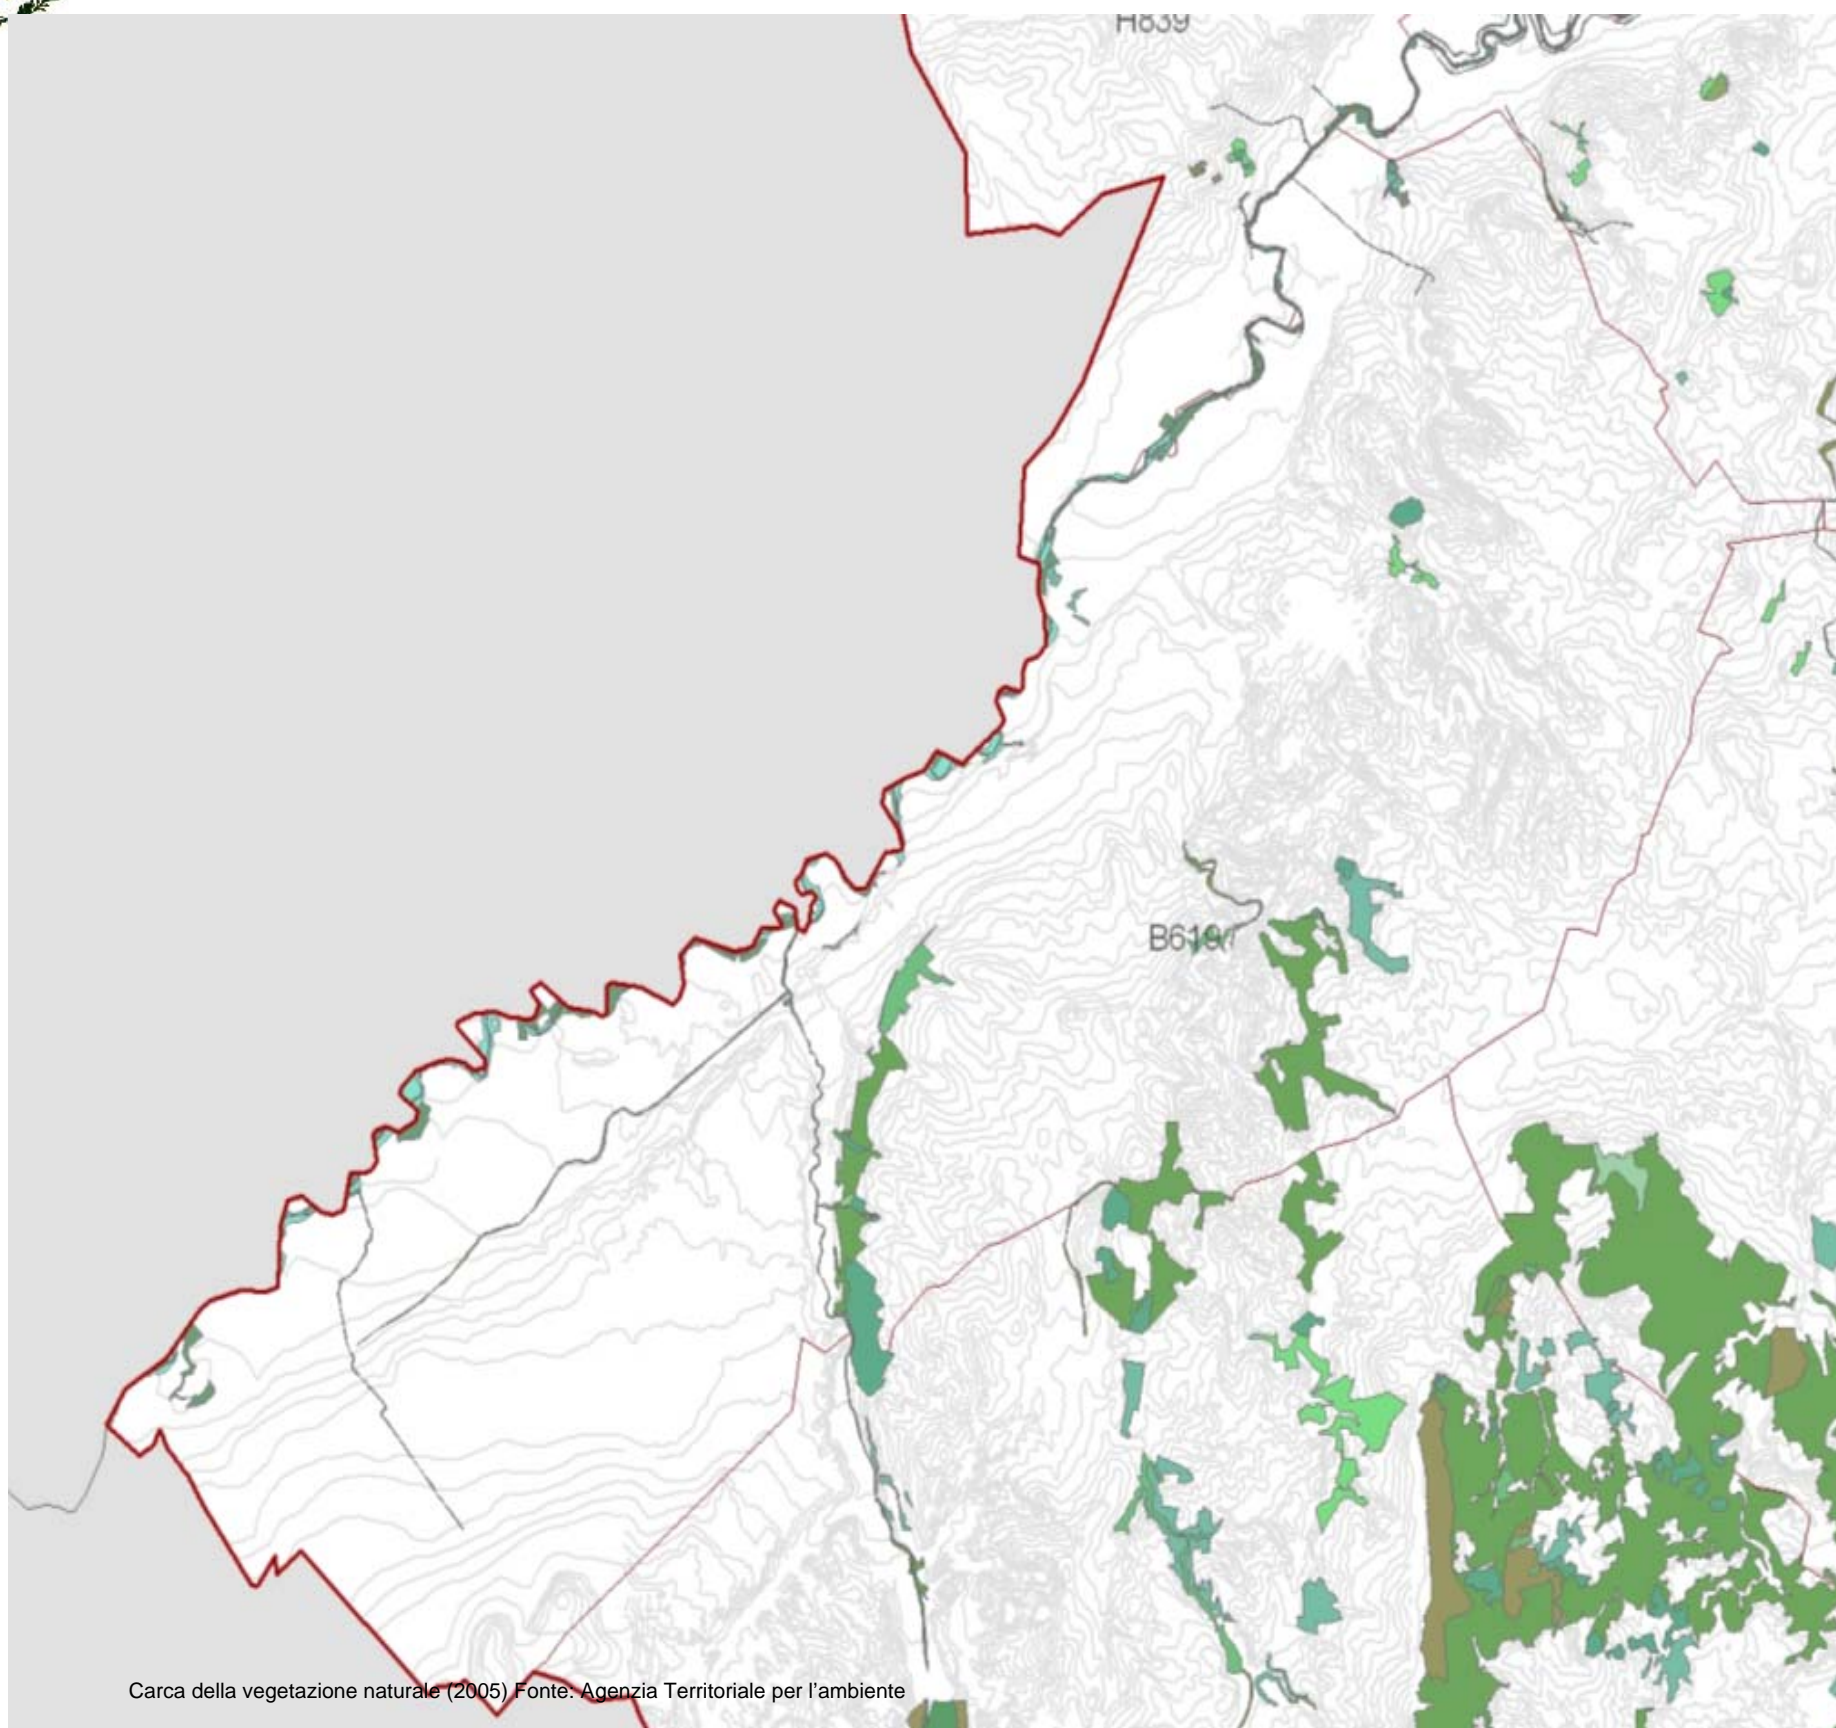 H839
B619
Carca della vegetazione naturale (2005) Fonte: Agenzia Territoriale per l'ambiente